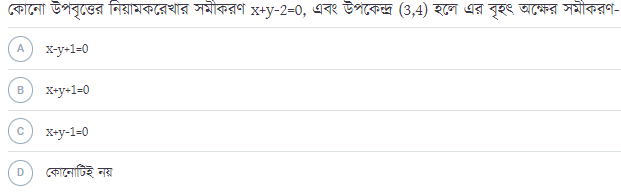 কোনো উপবৃত্তের নিয়ামকরেখার সমীকরণ x+y-2=0, এবং উপকেন্দ্র (3,4) হলে এর বৃহৎ অক্ষের সমীকরণ-
A x-y+1=0
B x+y+1=0
C x+y-1=0
D কোনোটিই নয়